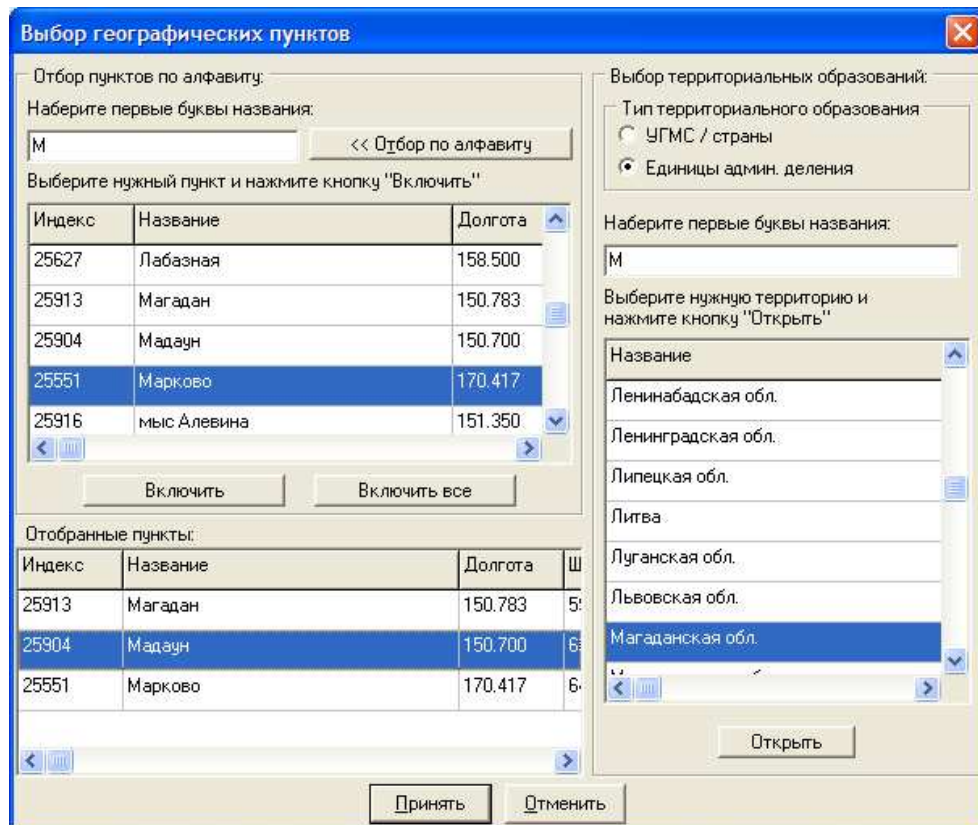 Выбор географических пунктов
Отбор пунктов по алфавиту:
Наберите первые буквы названия:
М
<< Отбор по алфавиту
Выберите нужный пункт и нажмите кнопку "Включить"
Индекс Название Долгота
25627 Лабазная 158.500
25913 Магадан 150.783
25904 Мадаун 150.700
25551 Марково 170.417
25916 мыс Алевина 151.350
Включить Включить все
Отобранные пункты:
Индекс Название Долгота
25913 Магадан 150.783
25904 Мадаун 150.700
25551 Марково 170.417
Выбор территориальных образований:
Тип территориального образования
УГМС / страны
Единицы админ. деления
Наберите первые буквы названия:
М
Выберите нужную территорию и
нажмите кнопку "Открыть"
Название
Ленинабадская обл.
Ленинградская обл.
Липецкая обл.
Литва
Луганская обл.
Львовская обл.
Магаданская обл.
Открыть
Принять Отменить